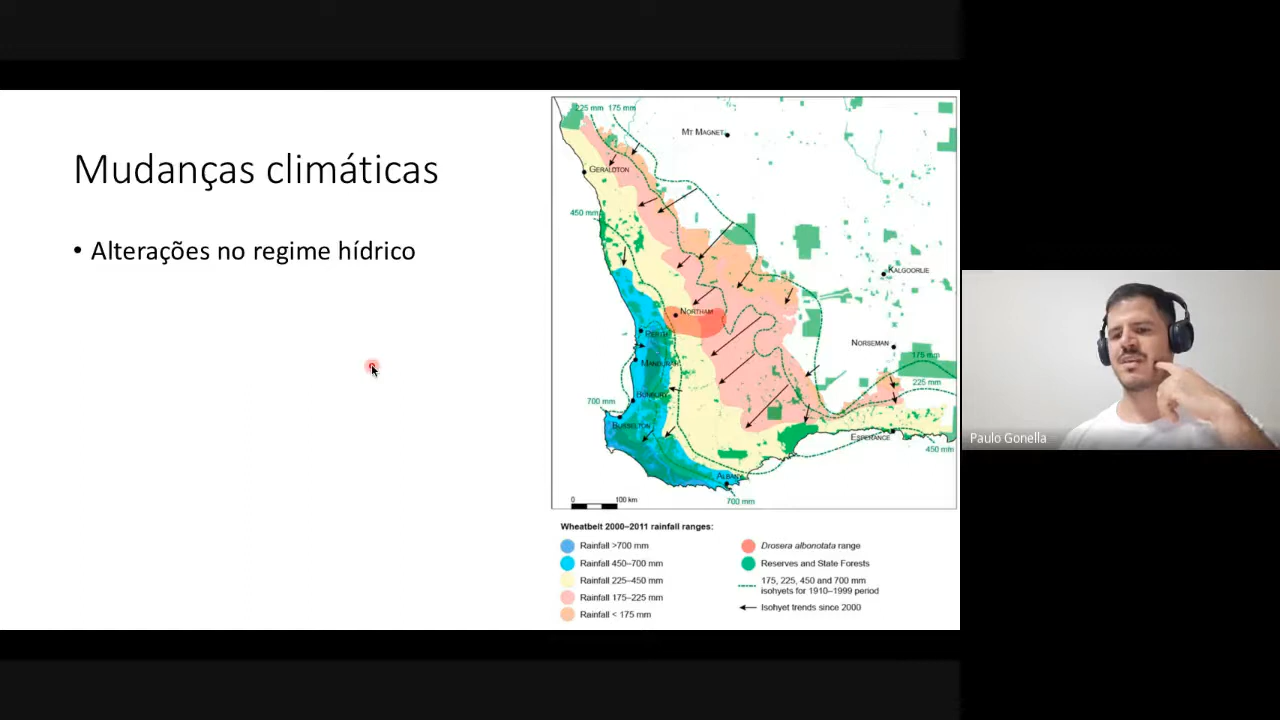 Mudanças climáticas
• Alterações no regime hídrico
225 mm 175 mm
MT MAGNET
GERALDTON
450 mm
KALGOORLIE
NORTHAM
PERTH
NORSEMAN
175 mm
MANDURAH
225 mm
BUNBURY
700 mm
BUSSELTON
ESPERANCE
450 mm
ALBANY
700 mm
0 100 km
Wheatbelt 2000–2011 rainfall ranges:
Rainfall >700 mm
Rainfall 450–700 mm
Rainfall 225–450 mm
Rainfall 175–225 mm
Rainfall < 175 mm
Drosera albonotata range
Reserves and State Forests
175, 225, 450 and 700 mm
isohyets for 1910–1999 period
Isohyet trends since 2000
Paulo Gonella